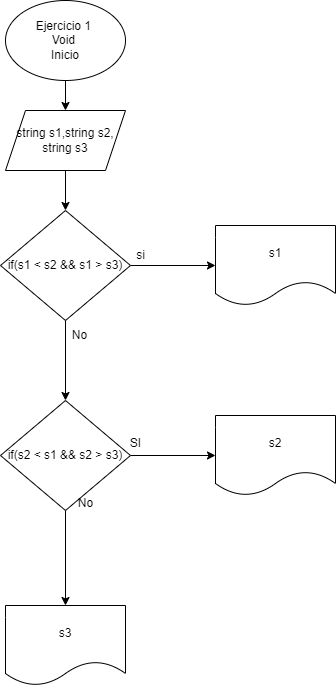 Ejercicio 1
Void
Inicio
string s1,string s2,
string s3
if(s1 < s2 && s1 > s3)
si
s1
No
if(s2 < s1 && s2 > s3)
SI
s2
No
s3